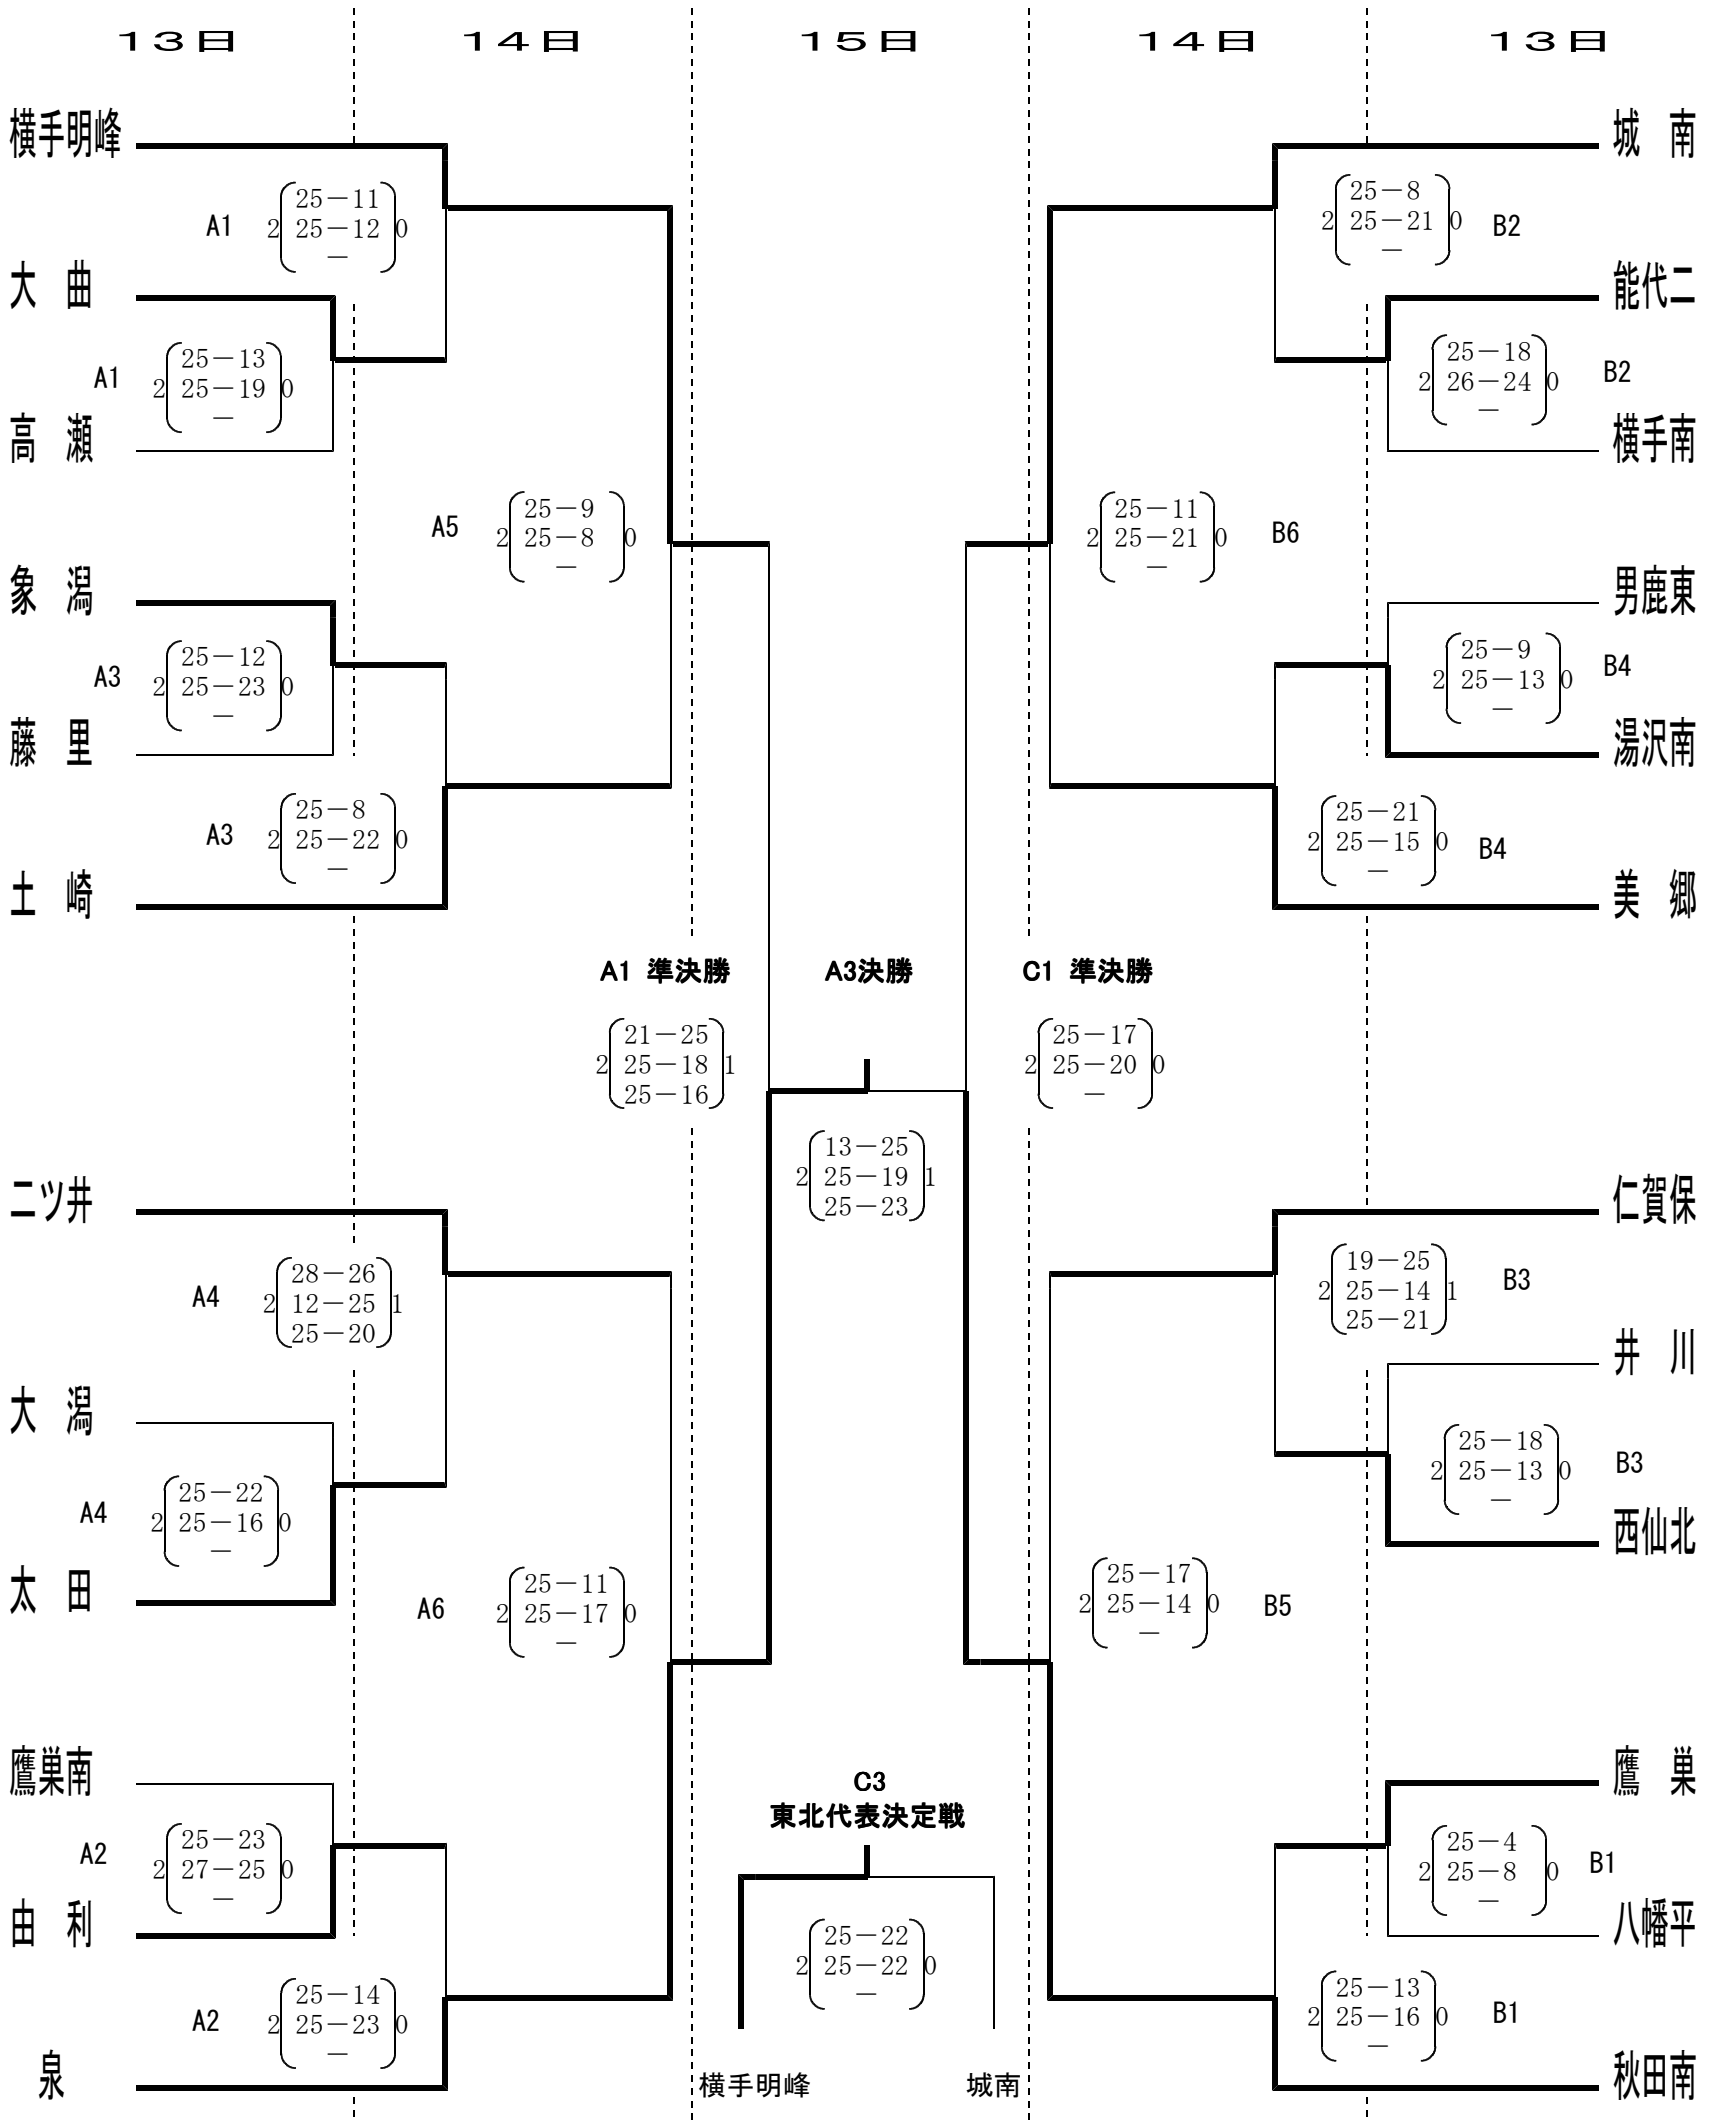 13日 14日 15日 14日 13日
横手明峰
城 南
25－11
A1 2 25－12 0
－
25－8
2 25－21 0 B2
－
大 曲
能代二
25－13
A1 2 25－19 0
－
25－18
2 26－24 0 B2
－
高 瀬
横手南
25－9
A5 2 25－8 0
－
25－11
2 25－21 0 B6
－
象 潟
男鹿東
25－12
A3 2 25－23 0
－
25－9
2 25－13 0 B4
－
藤 里
湯沢南
25－8
A3 2 25－22 0
－
25－21
2 25－15 0 B4
－
土 崎
美 郷
A1 準決勝 A3決勝 C1 準決勝
21－25
2 25－18 1
25－16
25－17
2 25－20 0
－
13－25
2 25－19 1
25－23
二ツ井
仁賀保
28－26
A4 2 12－25 1
25－20
19－25
2 25－14 1 B3
25－21
井 川
大 潟
25－22
A4 2 25－16 0
－
25－18
2 25－13 0 B3
－
西仙北
太 田
25－11
A6 2 25－17 0
－
25－17
2 25－14 0 B5
－
鷹巣南
鷹 巣
C3
東北代表決定戦
25－23
A2 2 27－25 0
－
25－4
2 25－8 0 B1
－
由 利
八幡平
25－22
2 25－22 0
－
25－14
A2 2 25－23 0
－
25－13
2 25－16 0 B1
－
泉
横手明峰 城南
秋田南